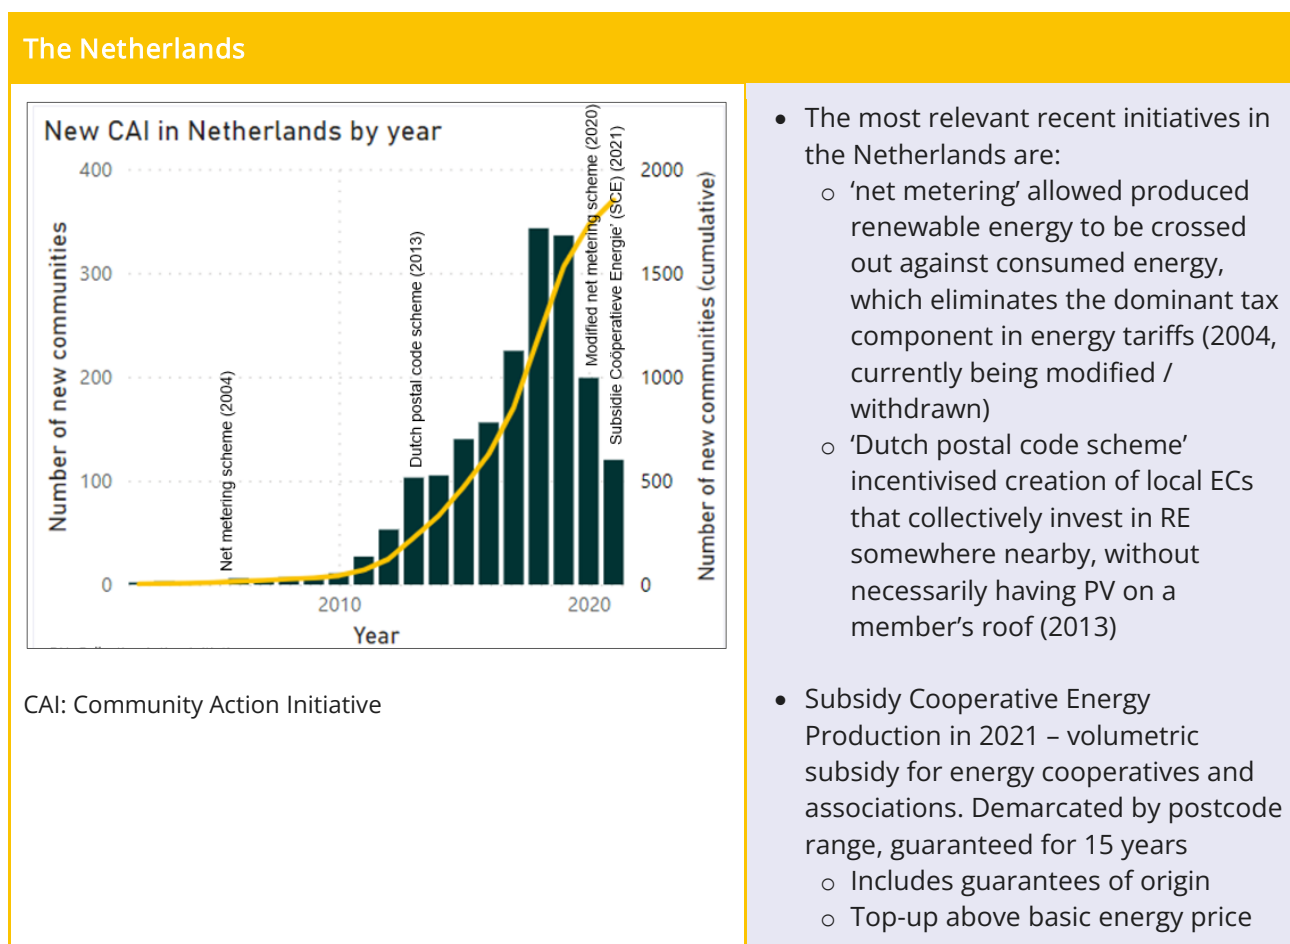 The Netherlands
New CAI in Netherlands by year
400
300
200
100
0
Number of new communities
2000
1500
1000
500
0
Number of new communities (cumulative)
Net metering scheme (2004)
Dutch postal code scheme (2013)
Modified net metering scheme (2020)
Subsidie Coöperatieve Energie' (SCE) (2021)
2010
2020
Year
CAI: Community Action Initiative
• The most relevant recent initiatives in
the Netherlands are:
o ‘net metering’ allowed produced
renewable energy to be crossed
out against consumed energy,
which eliminates the dominant tax
component in energy tariffs (2004,
currently being modified /
withdrawn)
o ‘Dutch postal code scheme’
incentivised creation of local ECs
that collectively invest in RE
somewhere nearby, without
necessarily having PV on a
member’s roof (2013)
• Subsidy Cooperative Energy
Production in 2021 – volumetric
subsidy for energy cooperatives and
associations. Demarcated by postcode
range, guaranteed for 15 years
o Includes guarantees of origin
o Top-up above basic energy price